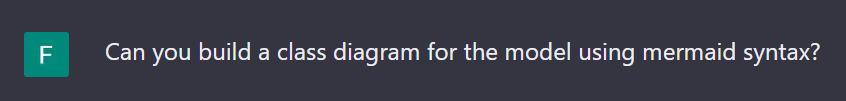 F Can you build a class diagram for the model using mermaid syntax?